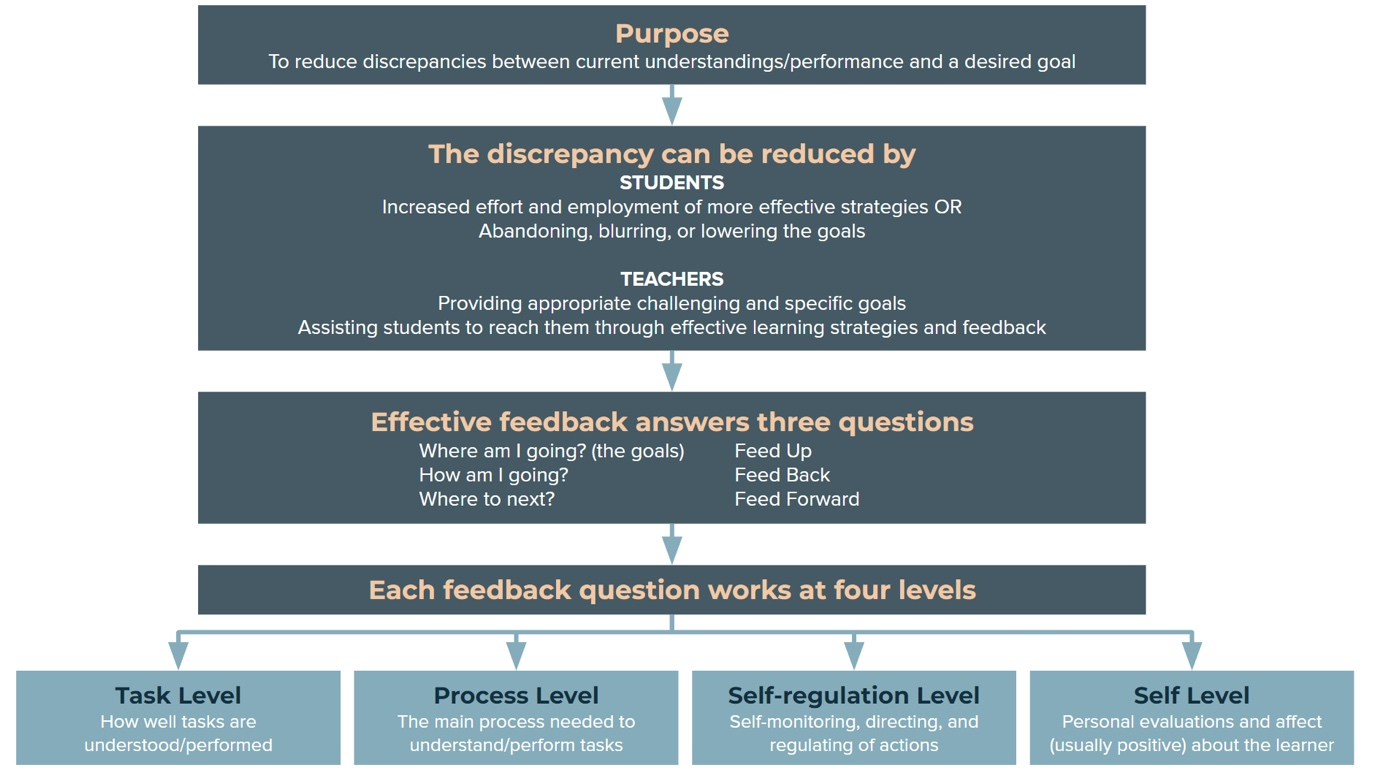 Purpose
To reduce discrepancies between current understandings/performance and a desired goal
The discrepancy can be reduced by
STUDENTS
Increased effort and employment of more effective strategies OR
Abandoning, blurring, or lowering the goals
TEACHERS
Providing appropriate challenging and specific goals
Assisting students to reach them through effective learning strategies and feedback
Effective feedback answers three questions
Where am I going? (the goals) Feed Up
How am I going? Feed Back
Where to next? Feed Forward
Each feedback question works at four levels
Task Level
How well tasks are
understood/performed
Process Level
The main process needed to
understand/perform tasks
Self-regulation Level
Self-monitoring, directing, and
regulating of actions
Self Level
Personal evaluations and affect
(usually positive) about the learner